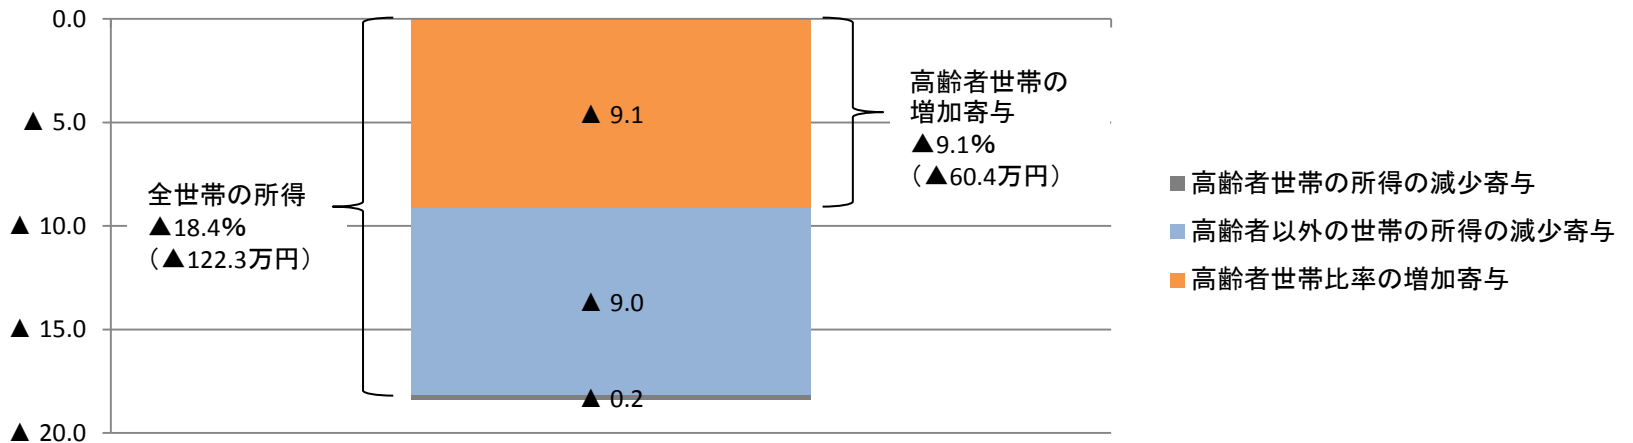 0.0
▲ 5.0
▲ 10.0
▲ 15.0
▲ 20.0
全世帯の所得
▲18.4%
（▲122.3万円）
▲ 9.1
▲ 9.0
▲ 0.2
高齢者世帯の
増加寄与
▲9.1%
（▲60.4万円）
■高齢者世帯の所得の減少寄与
■高齢者以外の世帯の所得の減少寄与
■高齢者世帯比率の増加寄与